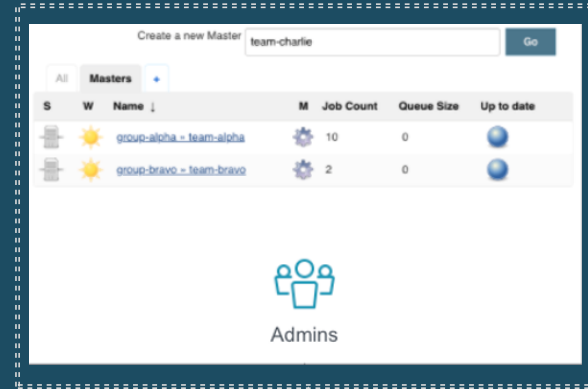 Create a new Master team-charlie Go
All Masters +
S W Name ↓ M Job Count Queue Size Up to date
group-alpha » team-alpha 10 0
group-bravo » team-bravo 2 0
Admins